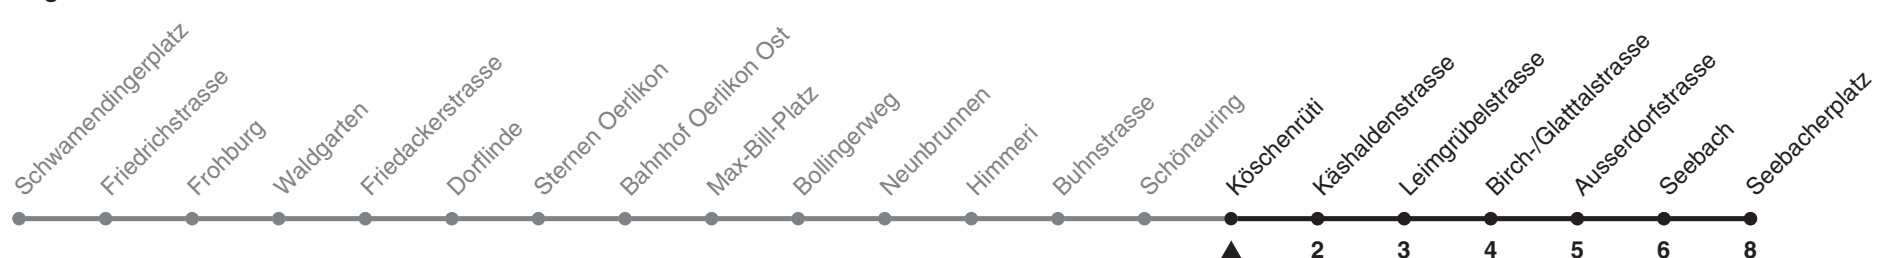 Schwamendingerplatz
Friedrichstrasse
Frohburg
Waldgarten
Friedackerstrasse
Dorflinde
Sternen Oerlikon
Bahnhof Oerlikon Ost
Max-Bill-Platz
Bollingerweg
Neunbrunnen
Himmeri
Buhnstrasse
Schönauring
Köschenrüti
Käshaldenstrasse
Leimgrübelstrasse
Birch-/Glatttalstrasse
Ausserdorfstrasse
Seebach
Seebacherplatz
2 3 4 5 6 8